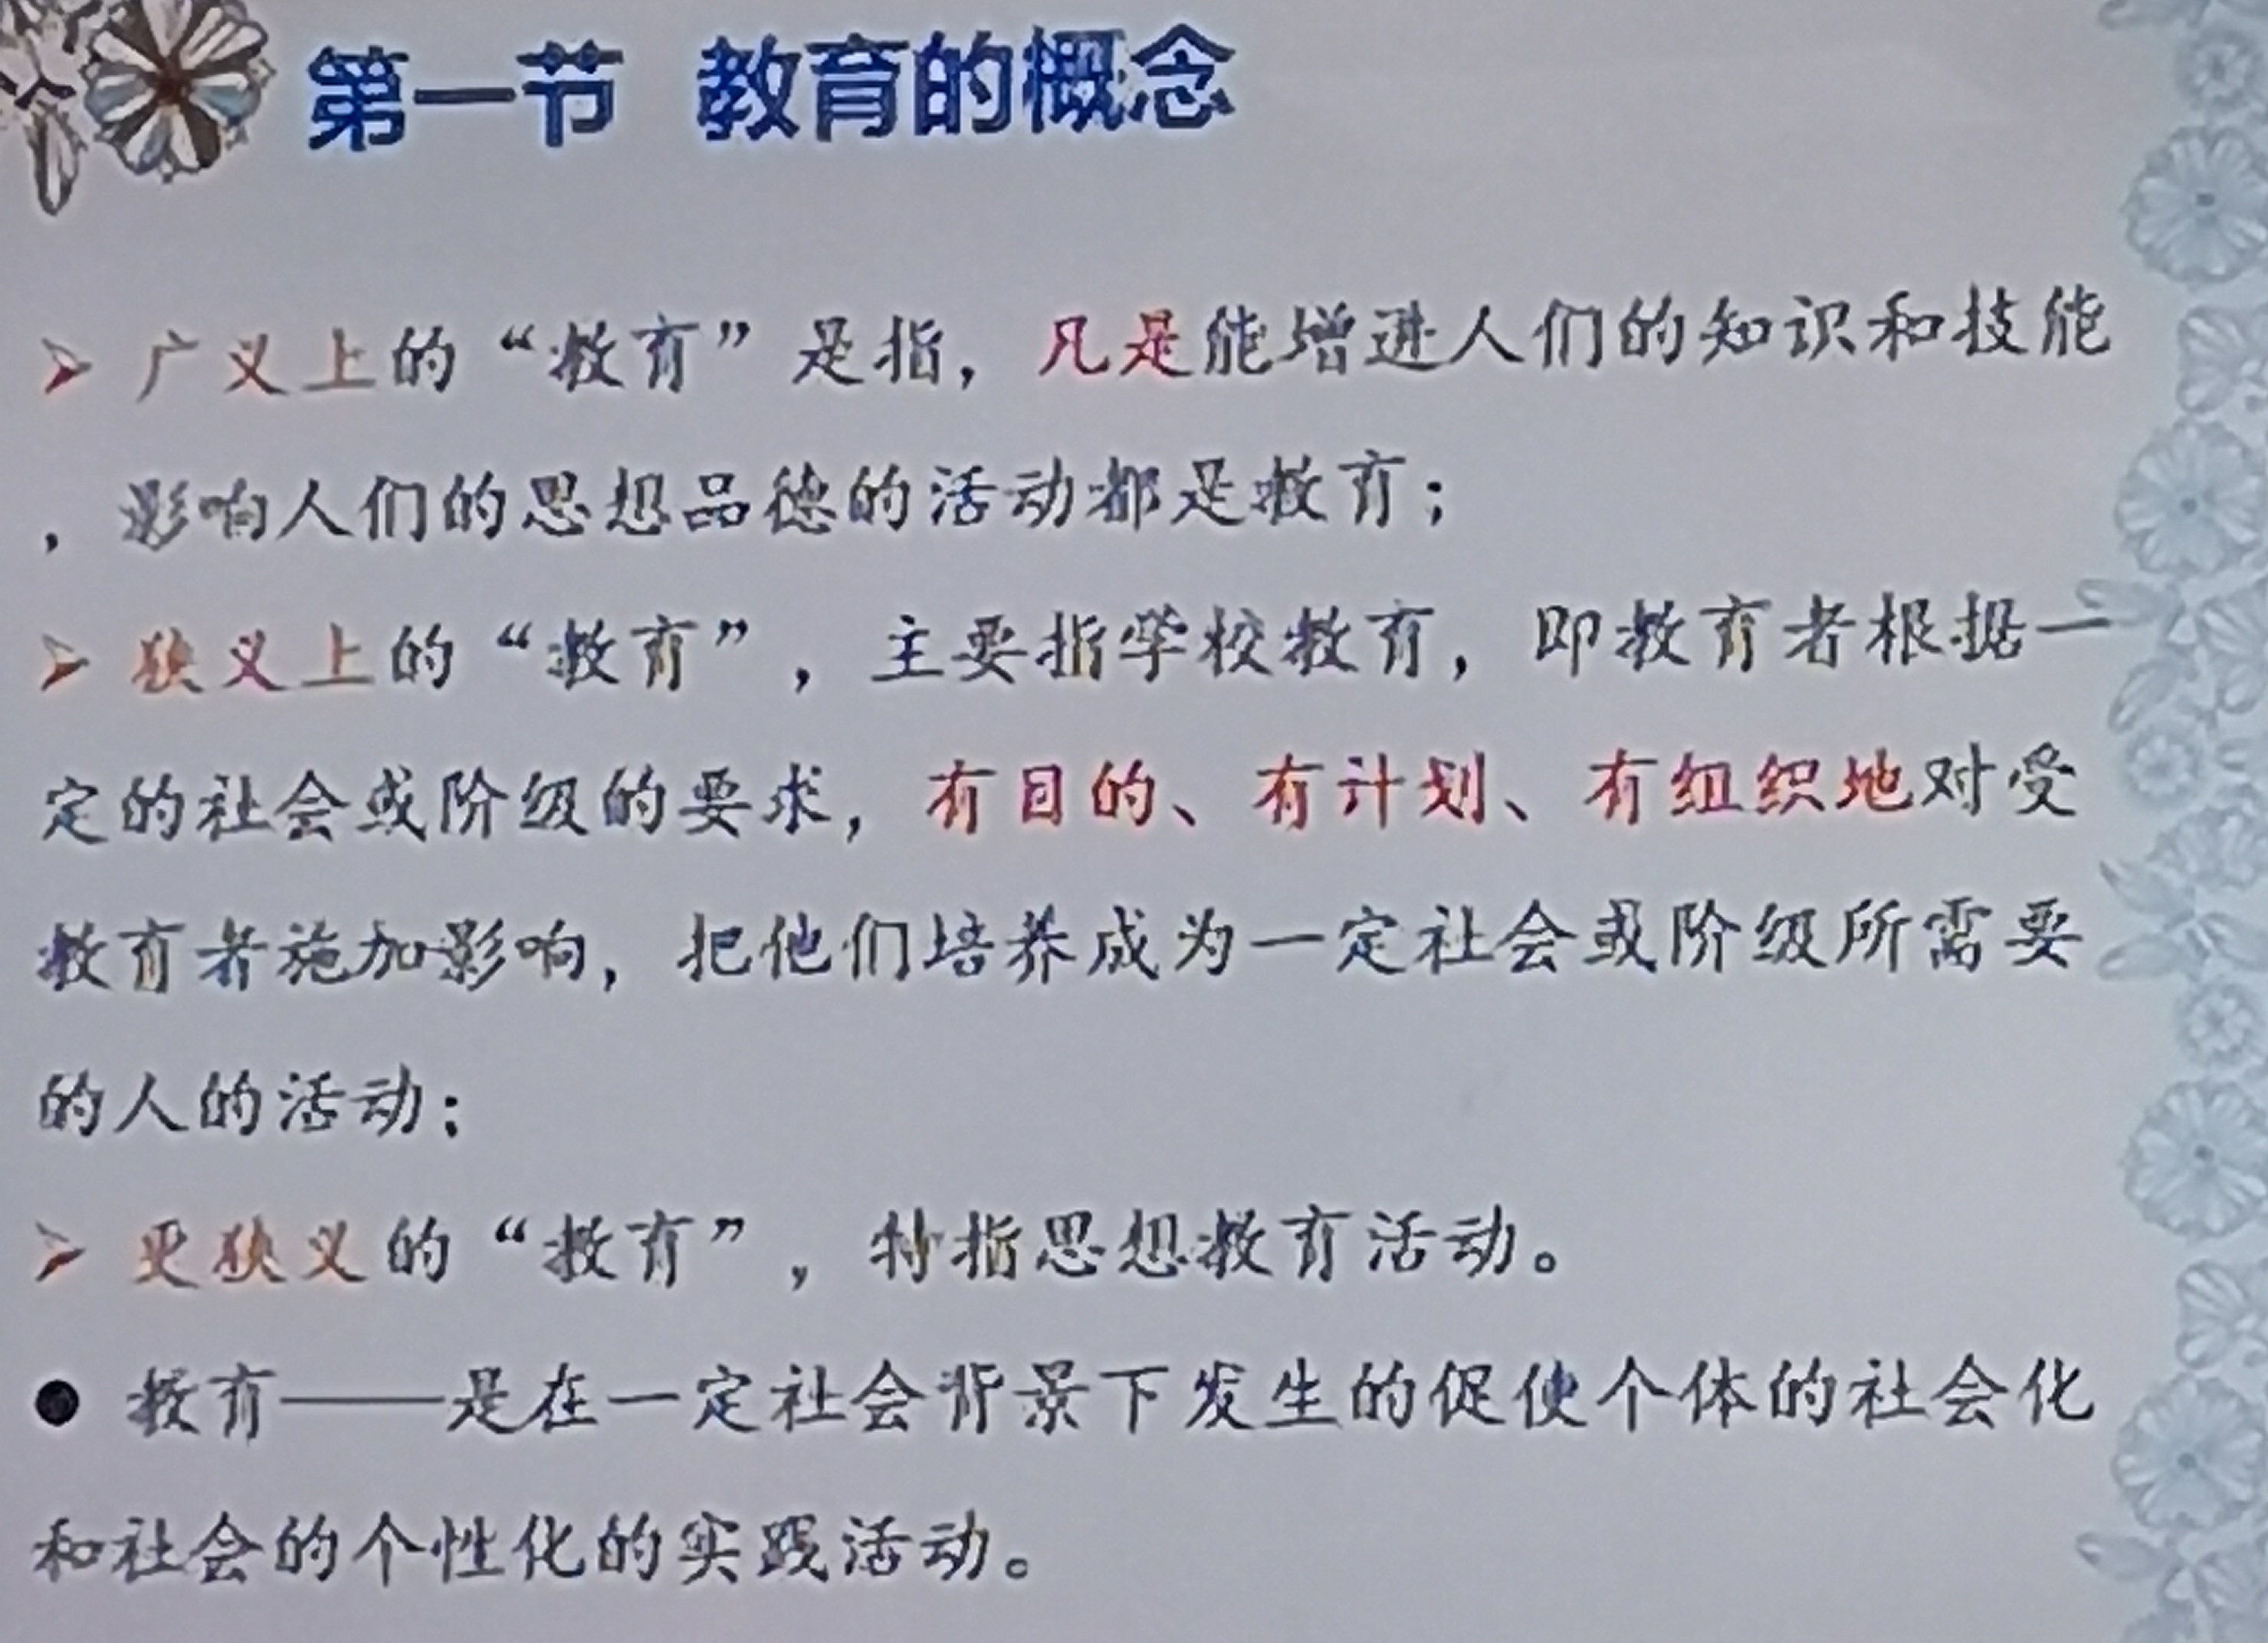 第一节 教育的概念
➢ 广义上的“教育”是指，凡是能增进人们的知识和技能
，影响人们的思想品德的活动都是教育；
➢ 狭义上的“教育”，主要指学校教育，即教育者根据一
定的社会或阶级的要求，有目的、有计划、有组织地对受
教育者施加影响，把他们培养成为一定社会或阶级所需要
的人的活动；
➢ 更狭义的“教育”，特指思想教育活动。
● 教育——是在一定社会背景下发生的促使个体的社会化
和社会的个性化的实践活动。